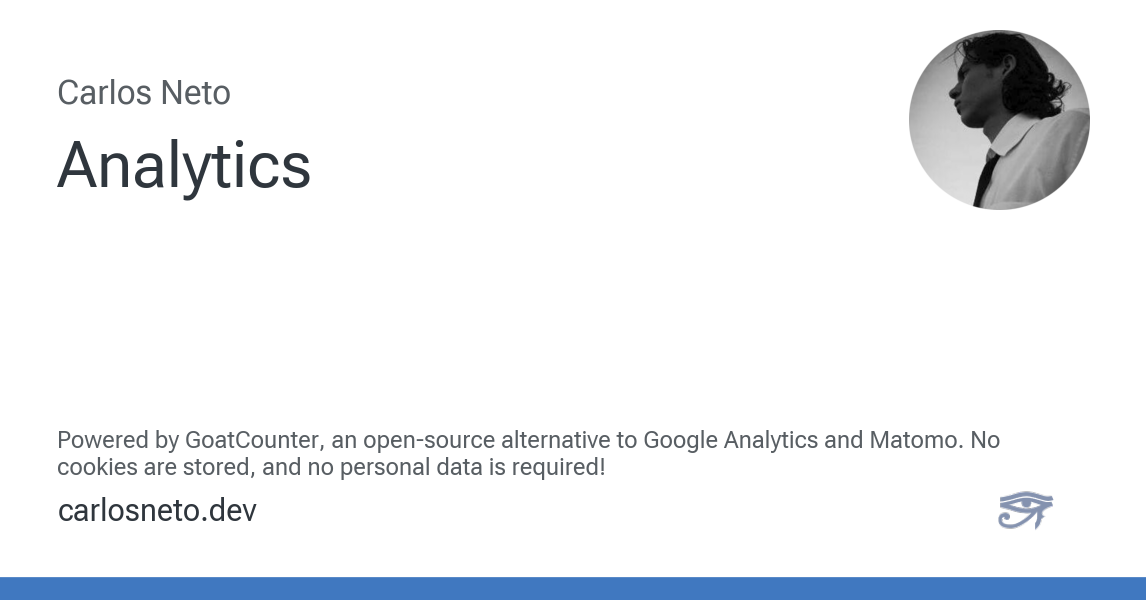 Carlos Neto
Analytics
Powered by GoatCounter, an open-source alternative to Google Analytics and Matomo. No
cookies are stored, and no personal data is required!
carlosneto.dev